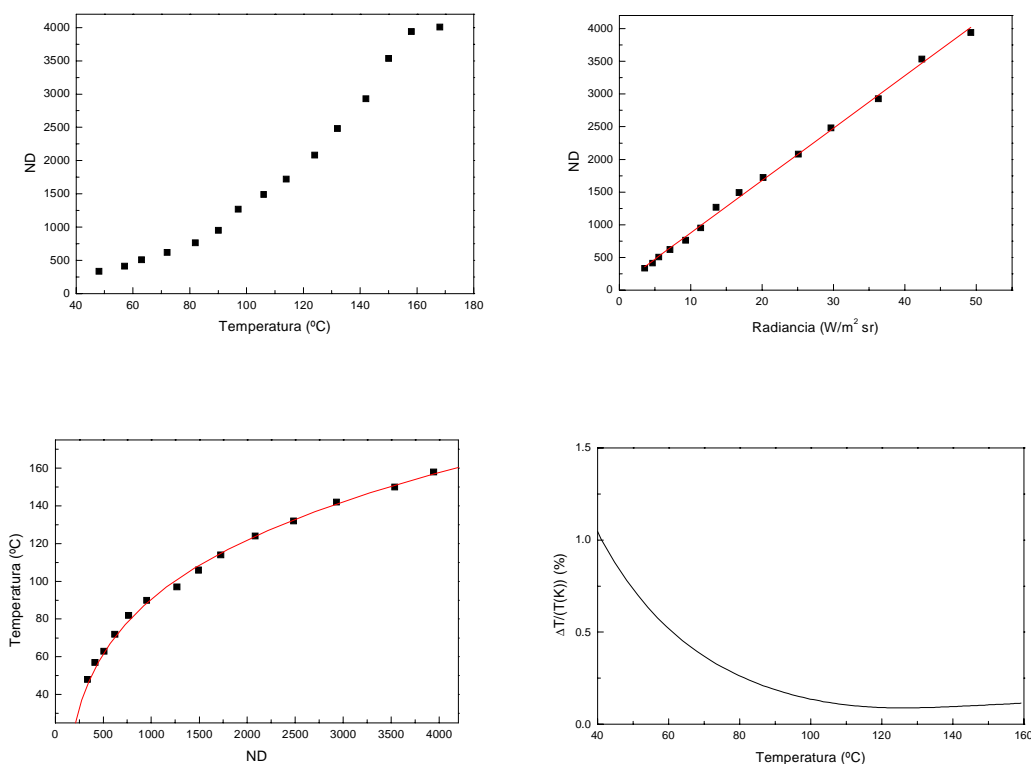 4000
3500
3000
2500
2000
1500
1000
500
0
ND
40 60 80 100 120 140 160 180
Temperatura (ºC)
4000
3500
3000
2500
2000
1500
1000
500
0
ND
0 10 20 30 40 50
Radiancia (W/m² sr)
160
140
120
100
80
60
40
Temperatura (ºC)
0 500 1000 1500 2000 2500 3000 3500 4000
ND
1.5
1.0
0.5
0.0
ΔT/(T(K)) (%)
40 60 80 100 120 140 160
Temperatura (ºC)